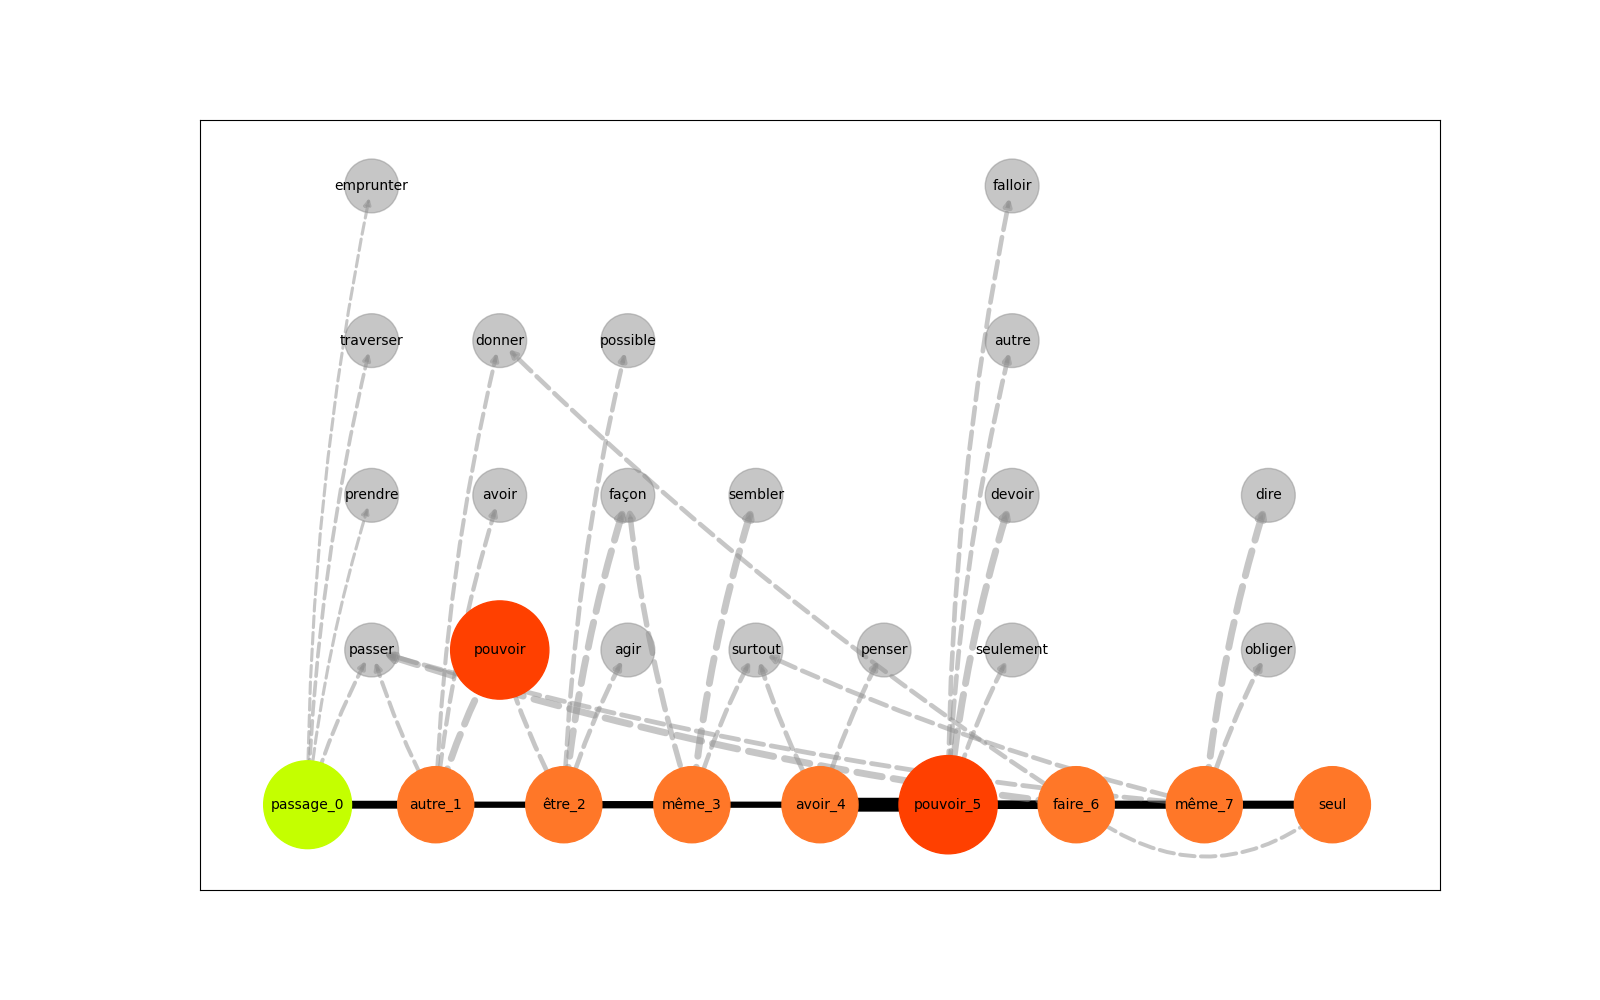 emprunter falloir
traverser donner possible autre
prendre avoir façon sembler devoir dire
passer pouvoir agir surtout penser seulement obliger
passage_0 autre_1 être_2 même_3 avoir_4 pouvoir_5 faire_6 même_7 seul